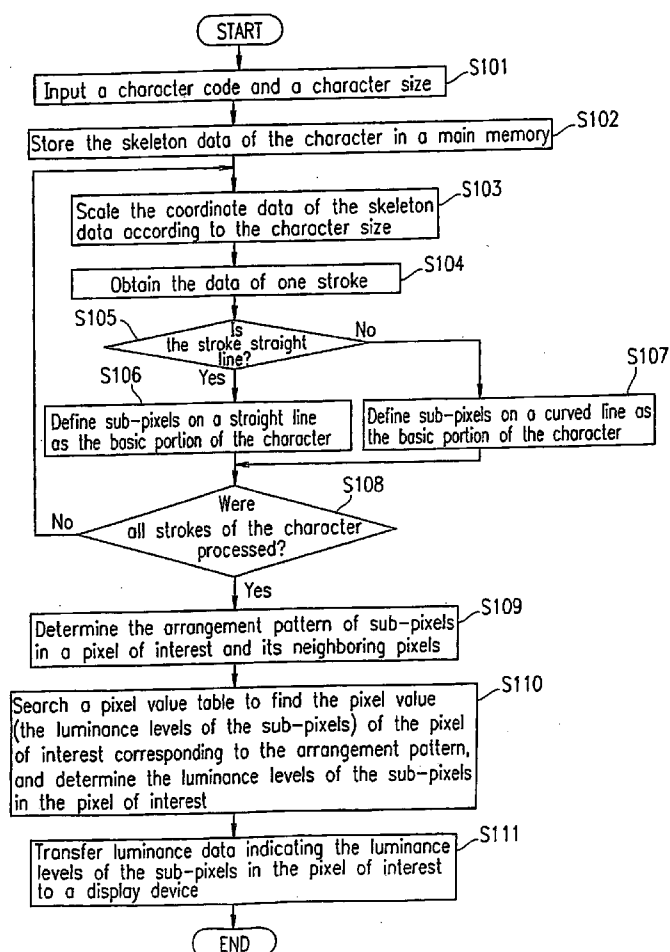 START
Input a character code and a character size
S101
Store the skeleton data of the character in a main memory
S102
Scale the coordinate data of the skeleton
data according to the character size
S103
Obtain the data of one stroke
S104
S105
Is
the stroke straight
line?
No
Yes
S106
Define sub-pixels on a straight line
as the basic portion of the character
S107
Define sub-pixels on a curved line as
the basic portion of the character
S108
Were
all strokes of the character
processed?
No
Yes
Determine the arrangement pattern of sub-pixels
in a pixel of interest and its neighboring pixels
S109
Search a pixel value table to find the pixel value
(the luminance levels of the sub-pixels) of the pixel
of interest corresponding to the arrangement pattern,
and determine the luminance levels of the sub-pixels
in the pixel of interest
S110
Transfer luminance data indicating the luminance
levels of the sub-pixels in the pixel of interest
to a display device
S111
END